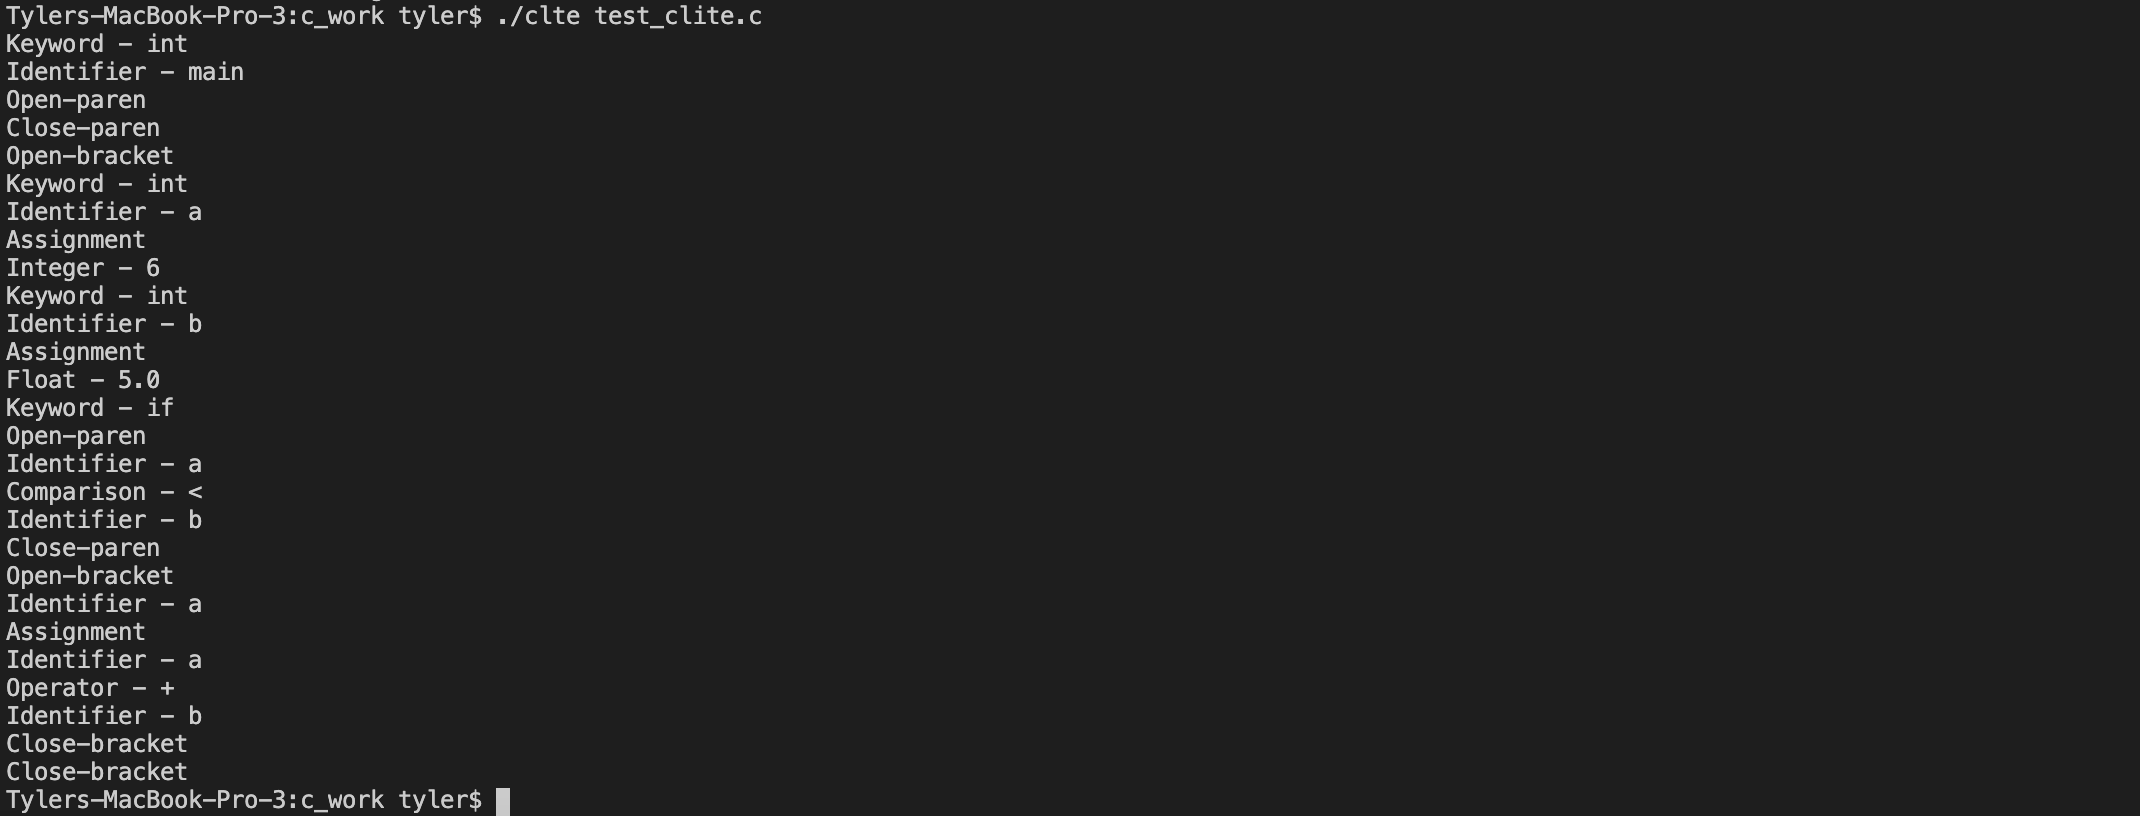 Tylers-MacBook-Pro-3:c_work tyler$ ./clte test_clite.c
Keyword - int
Identifier - main
Open-paren
Close-paren
Open-bracket
Keyword - int
Identifier - a
Assignment
Integer - 6
Keyword - int
Identifier - b
Assignment
Float - 5.0
Keyword - if
Open-paren
Identifier - a
Comparison - <
Identifier - b
Close-paren
Open-bracket
Identifier - a
Assignment
Identifier - a
Operator - +
Identifier - b
Close-bracket
Close-bracket
Tylers-MacBook-Pro-3:c_work tyler$